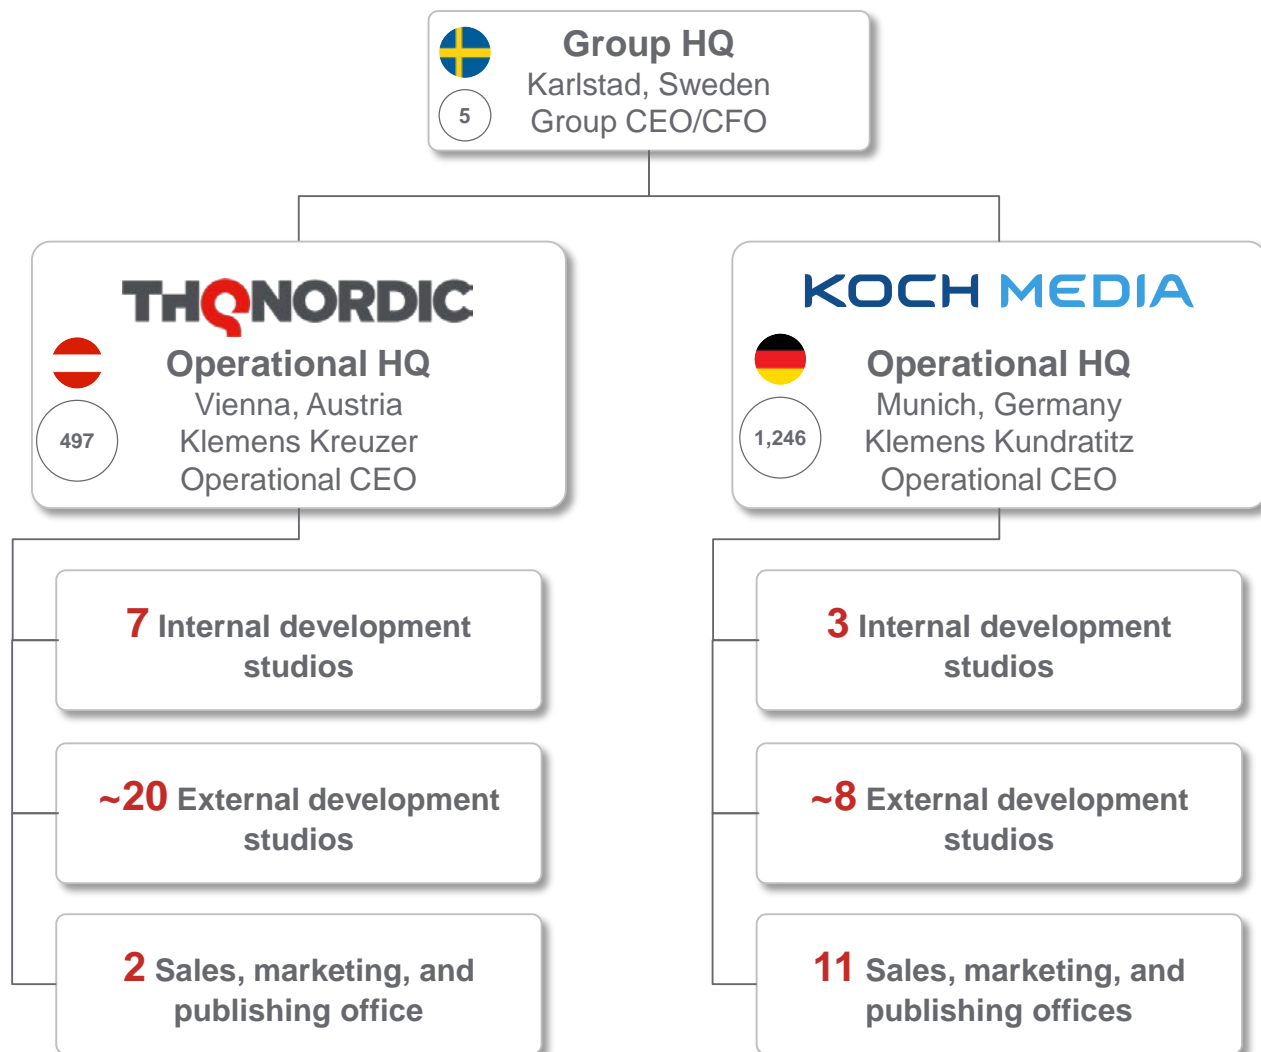 Group HQ
Karlstad, Sweden
5
Group CEO/CFO
THQNORDIC
Operational HQ
Vienna, Austria
497
Klemens Kreuzer
Operational CEO
7 Internal development
studios
~20 External development
studios
2 Sales, marketing, and
publishing office
KOCH MEDIA
Operational HQ
Munich, Germany
1,246
Klemens Kundratitz
Operational CEO
3 Internal development
studios
~8 External development
studios
11 Sales, marketing, and
publishing offices